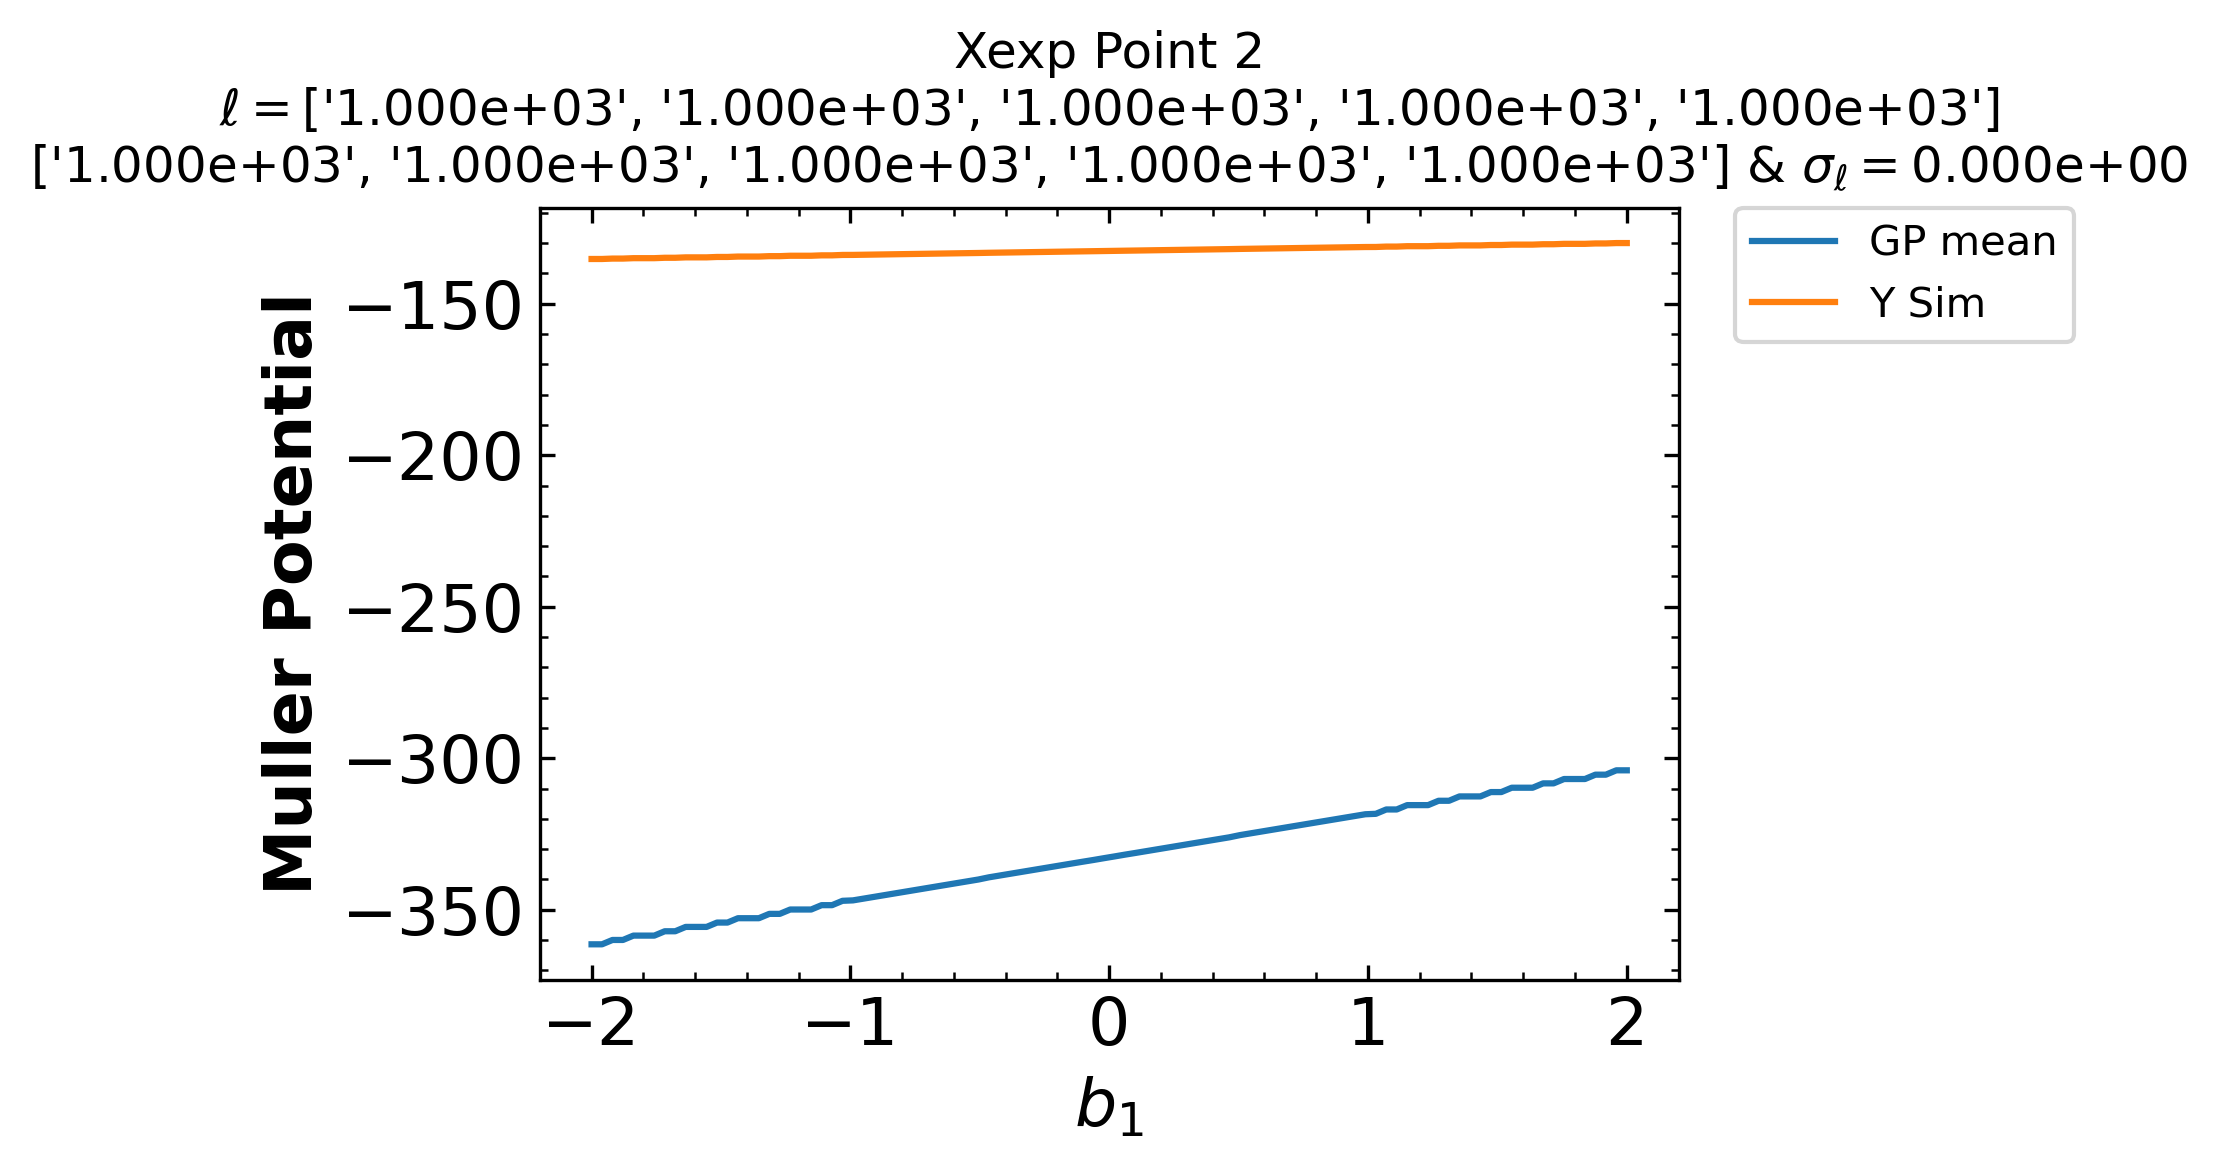 Xexp Point 2
ℓ = ['1.000e+03', '1.000e+03', '1.000e+03', '1.000e+03', '1.000e+03']
['1.000e+03', '1.000e+03', '1.000e+03', '1.000e+03', '1.000e+03'] & σ_ℓ = 0.000e+00
GP mean
Y Sim
Muller Potential
−150
−200
−250
−300
−350
−2 −1 0 1 2
b₁